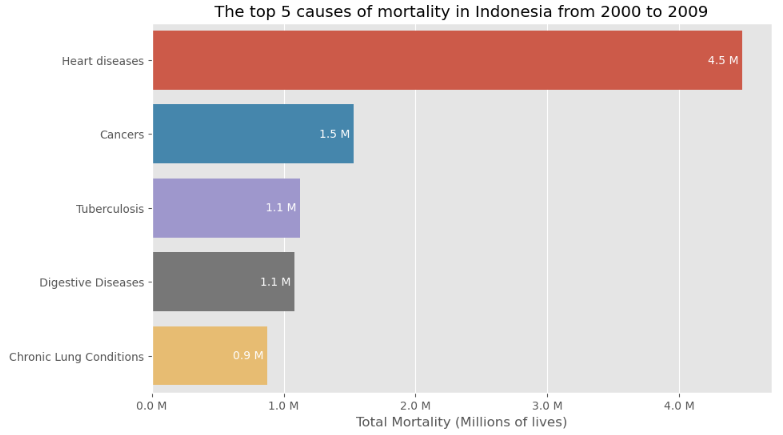 The top 5 causes of mortality in Indonesia from 2000 to 2009
Heart diseases
4.5 M
Cancers
1.5 M
Tuberculosis
1.1 M
Digestive Diseases
1.1 M
Chronic Lung Conditions
0.9 M
0.0 M 1.0 M 2.0 M 3.0 M 4.0 M
Total Mortality (Millions of lives)